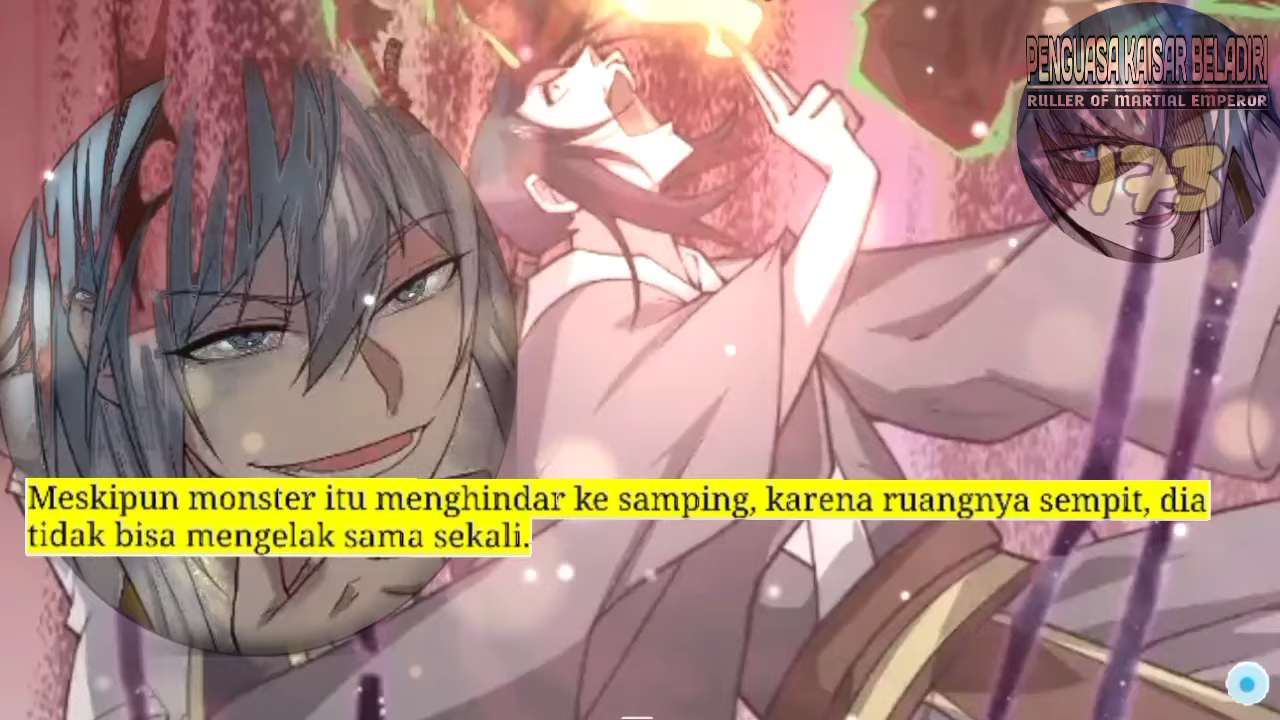 PENGUASA KAISAR BELADIRI
RULLER OF MARTIAL EMPEROR
173
Meskipun monster itu menghindar ke samping, karena ruangnya sempit, dia
tidak bisa mengelak sama sekali.